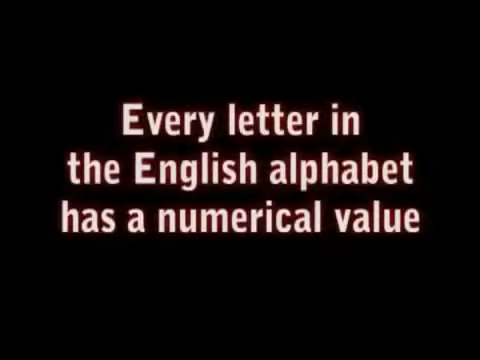 Every letter in
the English alphabet
has a numerical value